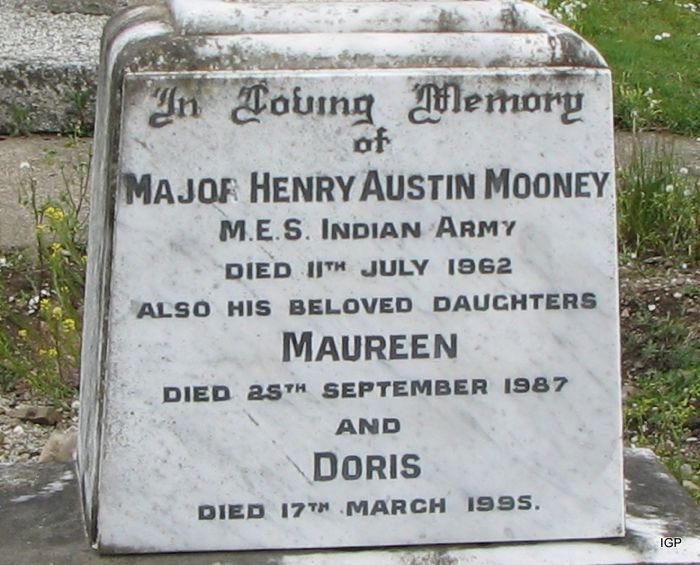 In Loving Memory
of
MAJOR HENRY AUSTIN MOONEY
M.E.S. INDIAN ARMY
DIED 11TH JULY 1962
ALSO HIS BELOVED DAUGHTERS
MAUREEN
DIED 25TH SEPTEMBER 1987
AND
DORIS
DIED 17TH MARCH 1995.
IGP